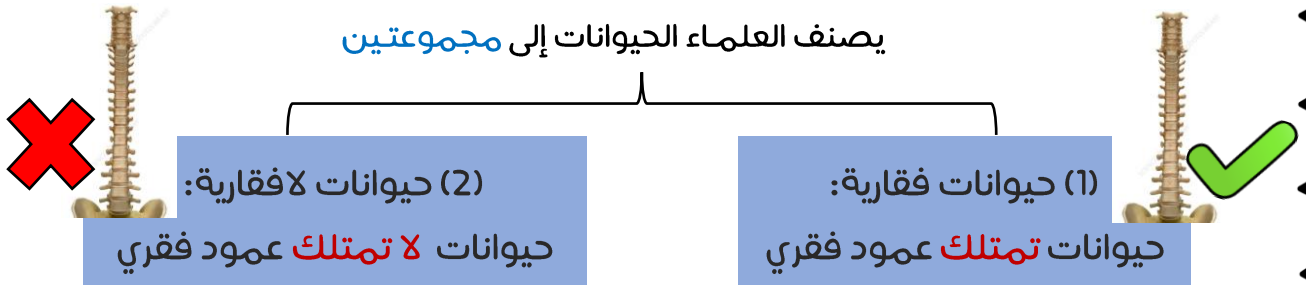 يصنف العلماء الحيوانات إلى مجموعتين
(1) حيوانات فقارية:
حيوانات تمتلك عمود فقري
(2) حيوانات لافقارية:
حيوانات لا تمتلك عمود فقري